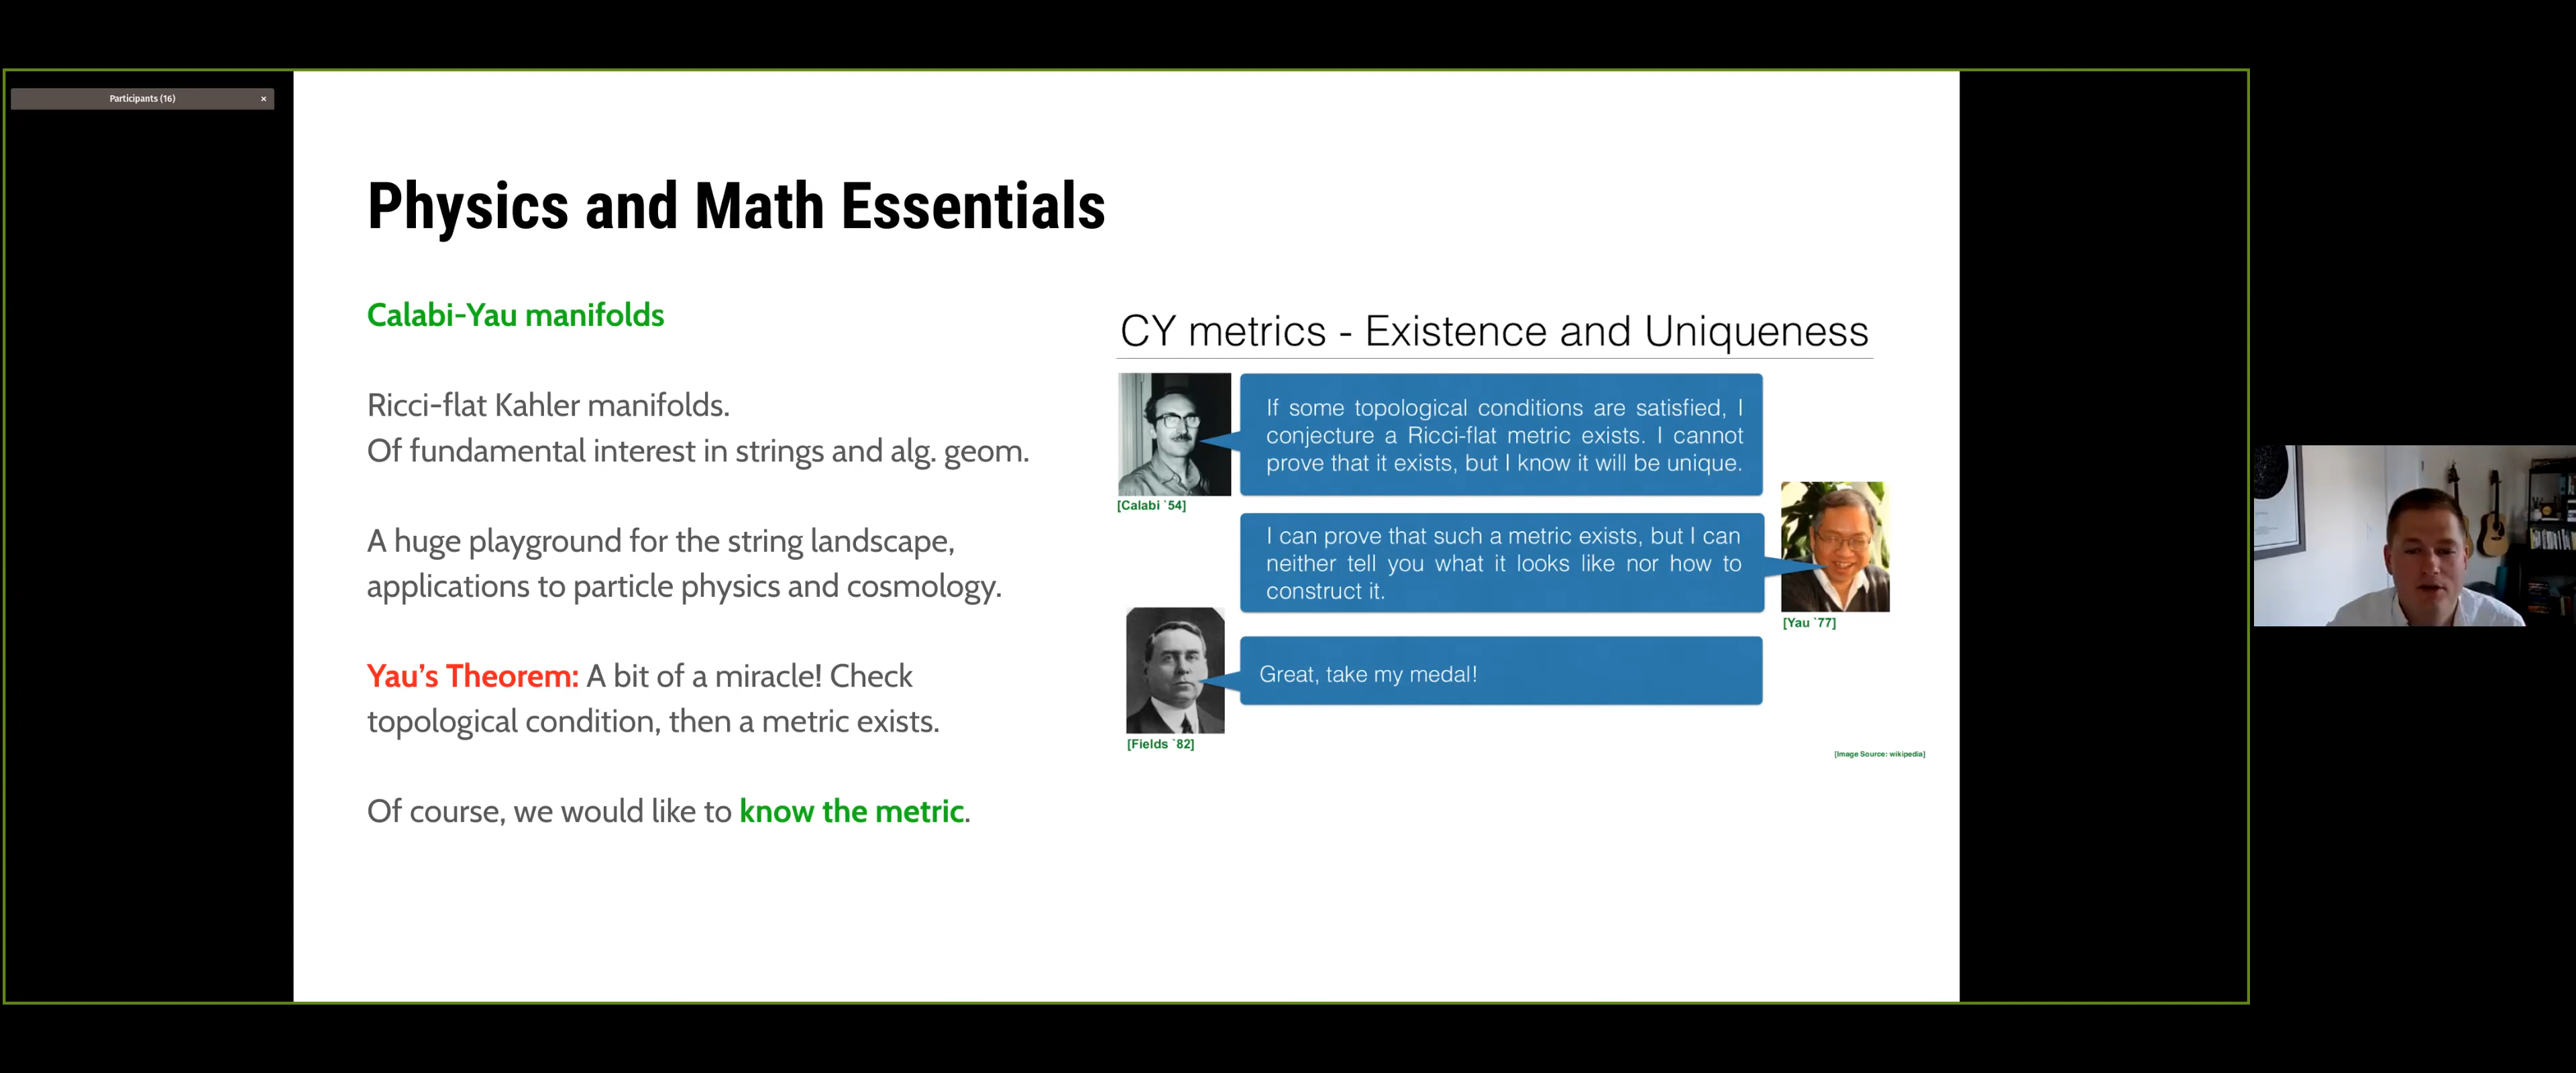 Participants (16)
×
Physics and Math Essentials
Calabi-Yau manifolds
Ricci-flat Kahler manifolds.
Of fundamental interest in strings and alg. geom.
A huge playground for the string landscape,
applications to particle physics and cosmology.
Yau's Theorem: A bit of a miracle! Check
topological condition, then a metric exists.
Of course, we would like to know the metric.
CY metrics - Existence and Uniqueness
If some topological conditions are satisfied, I
conjecture a Ricci-flat metric exists. I cannot
prove that it exists, but I know it will be unique.
[Calabi `54]
I can prove that such a metric exists, but I can
neither tell you what it looks like nor how to
construct it.
[Yau `77]
Great, take my medal!
[Fields `82]
[Image Source: wikipedia]